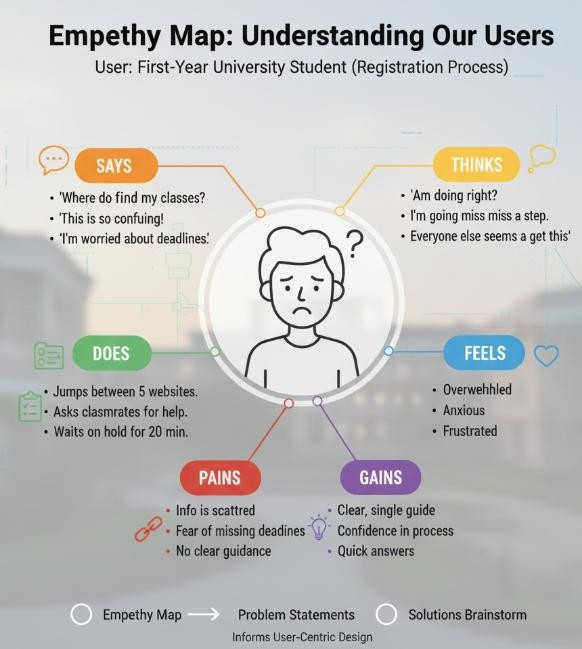 Empethy Map: Understanding Our Users
User: First-Year University Student (Registration Process)
SAYS
• 'Where do find my classes?
• 'This is so confuing!
• 'I'm worried about deadlines.'
THINKS
• 'Am doing right?
• I'm going miss miss a step.
• Everyone else seems a get this'
?
DOES
• Jumps between 5 websites.
• Asks clasmrates for help.
• Waits on hold for 20 min.
FEELS
• Overwehhled
• Anxious
• Frustrated
PAINS
• Info is scattred
• Fear of missing deadines
• No clear guidance
GAINS
• Clear, single guide
• Confidence in process
• Quick answers
Empethy Map → Problem Statements Solutions Brainstorm
Informs User-Centric Design